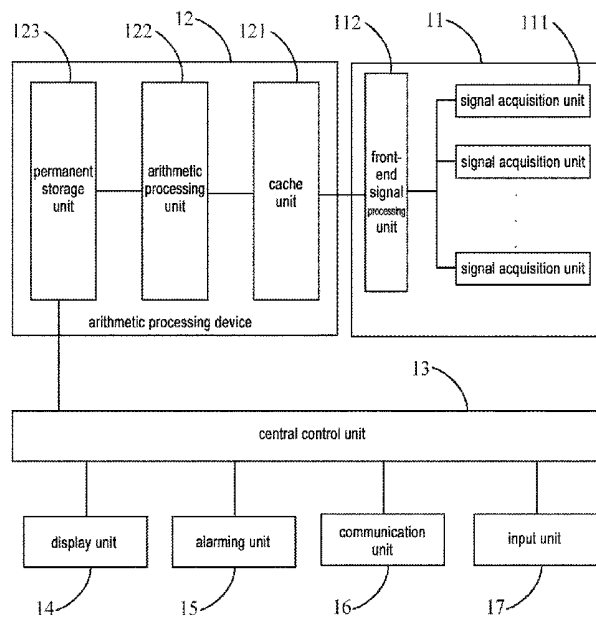 123
122
12
121
112
11
111
permanent
storage
unit
arithmetic
processing
unit
cache
unit
front-
end
signal
processing
unit
signal acquisition unit
signal acquisition unit
signal acquisition unit
arithmetic processing device
13
central control unit
display unit
alarming unit
communication
unit
input unit
14
15
16
17